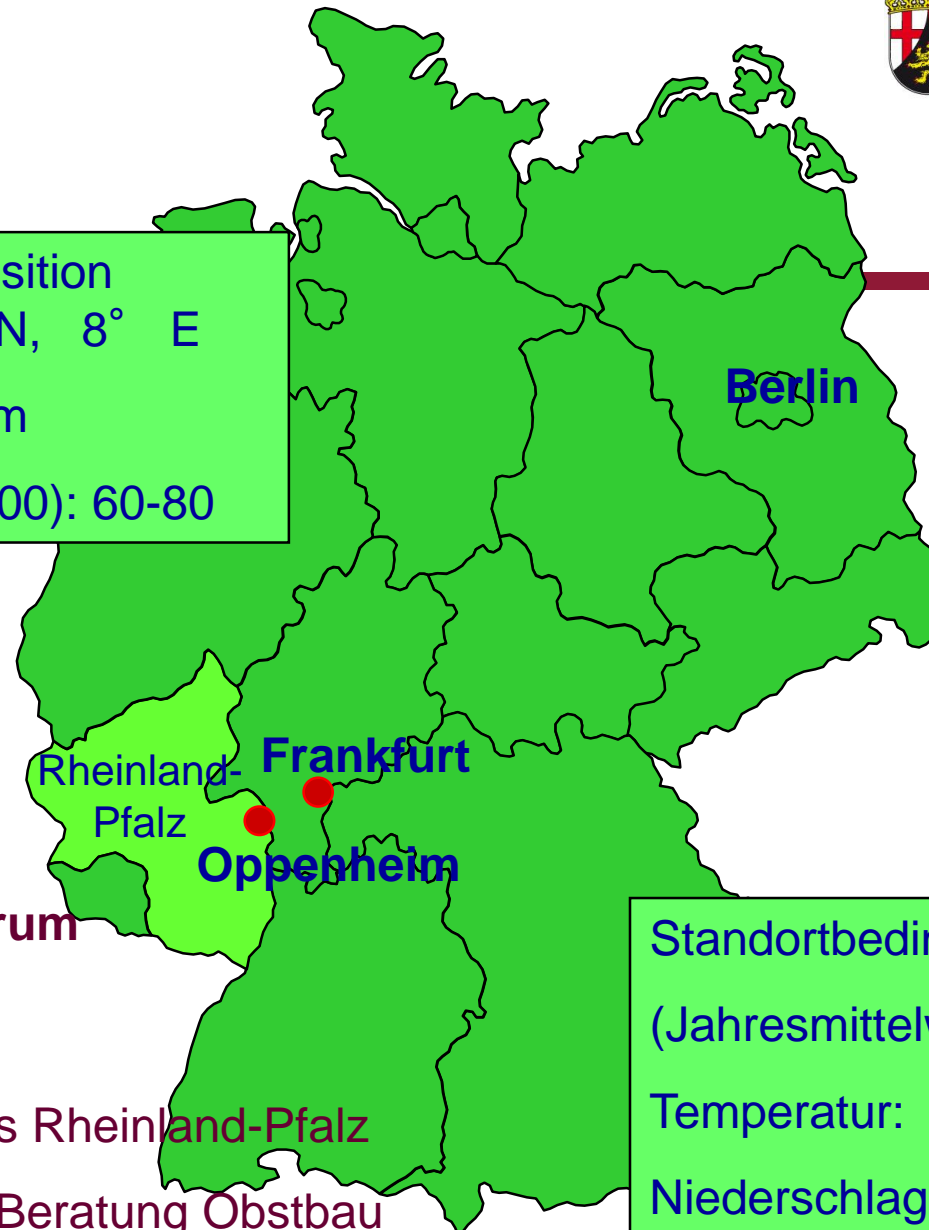 sition
N, 8° E
m
00): 60-80
Berlin
Frankfurt
Rheinland-
Pfalz
Oppenheim
rum
Standortbedin
(Jahresmittelw
Temperatur:
Niederschlag
s Rheinland-Pfalz
Beratung Obstbau